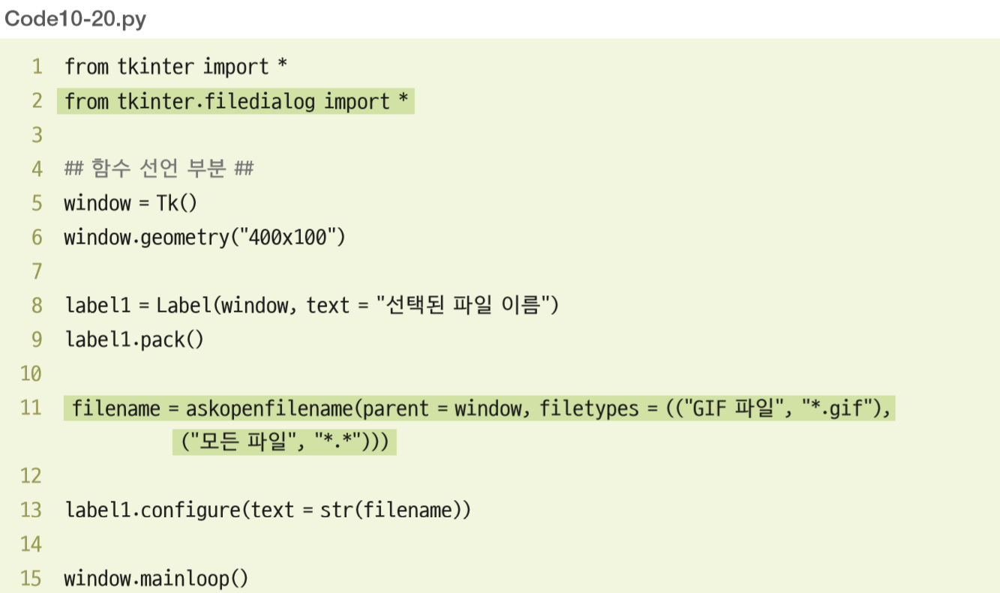 Code10-20.py
1 from tkinter import *
2 from tkinter.filedialog import *
3
4 ## 함수 선언 부분 ##
5 window = Tk()
6 window.geometry("400x100")
7
8 label1 = Label(window, text = "선택된 파일 이름")
9 label1.pack()
10
11 filename = askopenfilename(parent = window, filetypes = (("GIF 파일", "*.gif"),
("모든 파일", "*.*")))
12
13 label1.configure(text = str(filename))
14
15 window.mainloop()